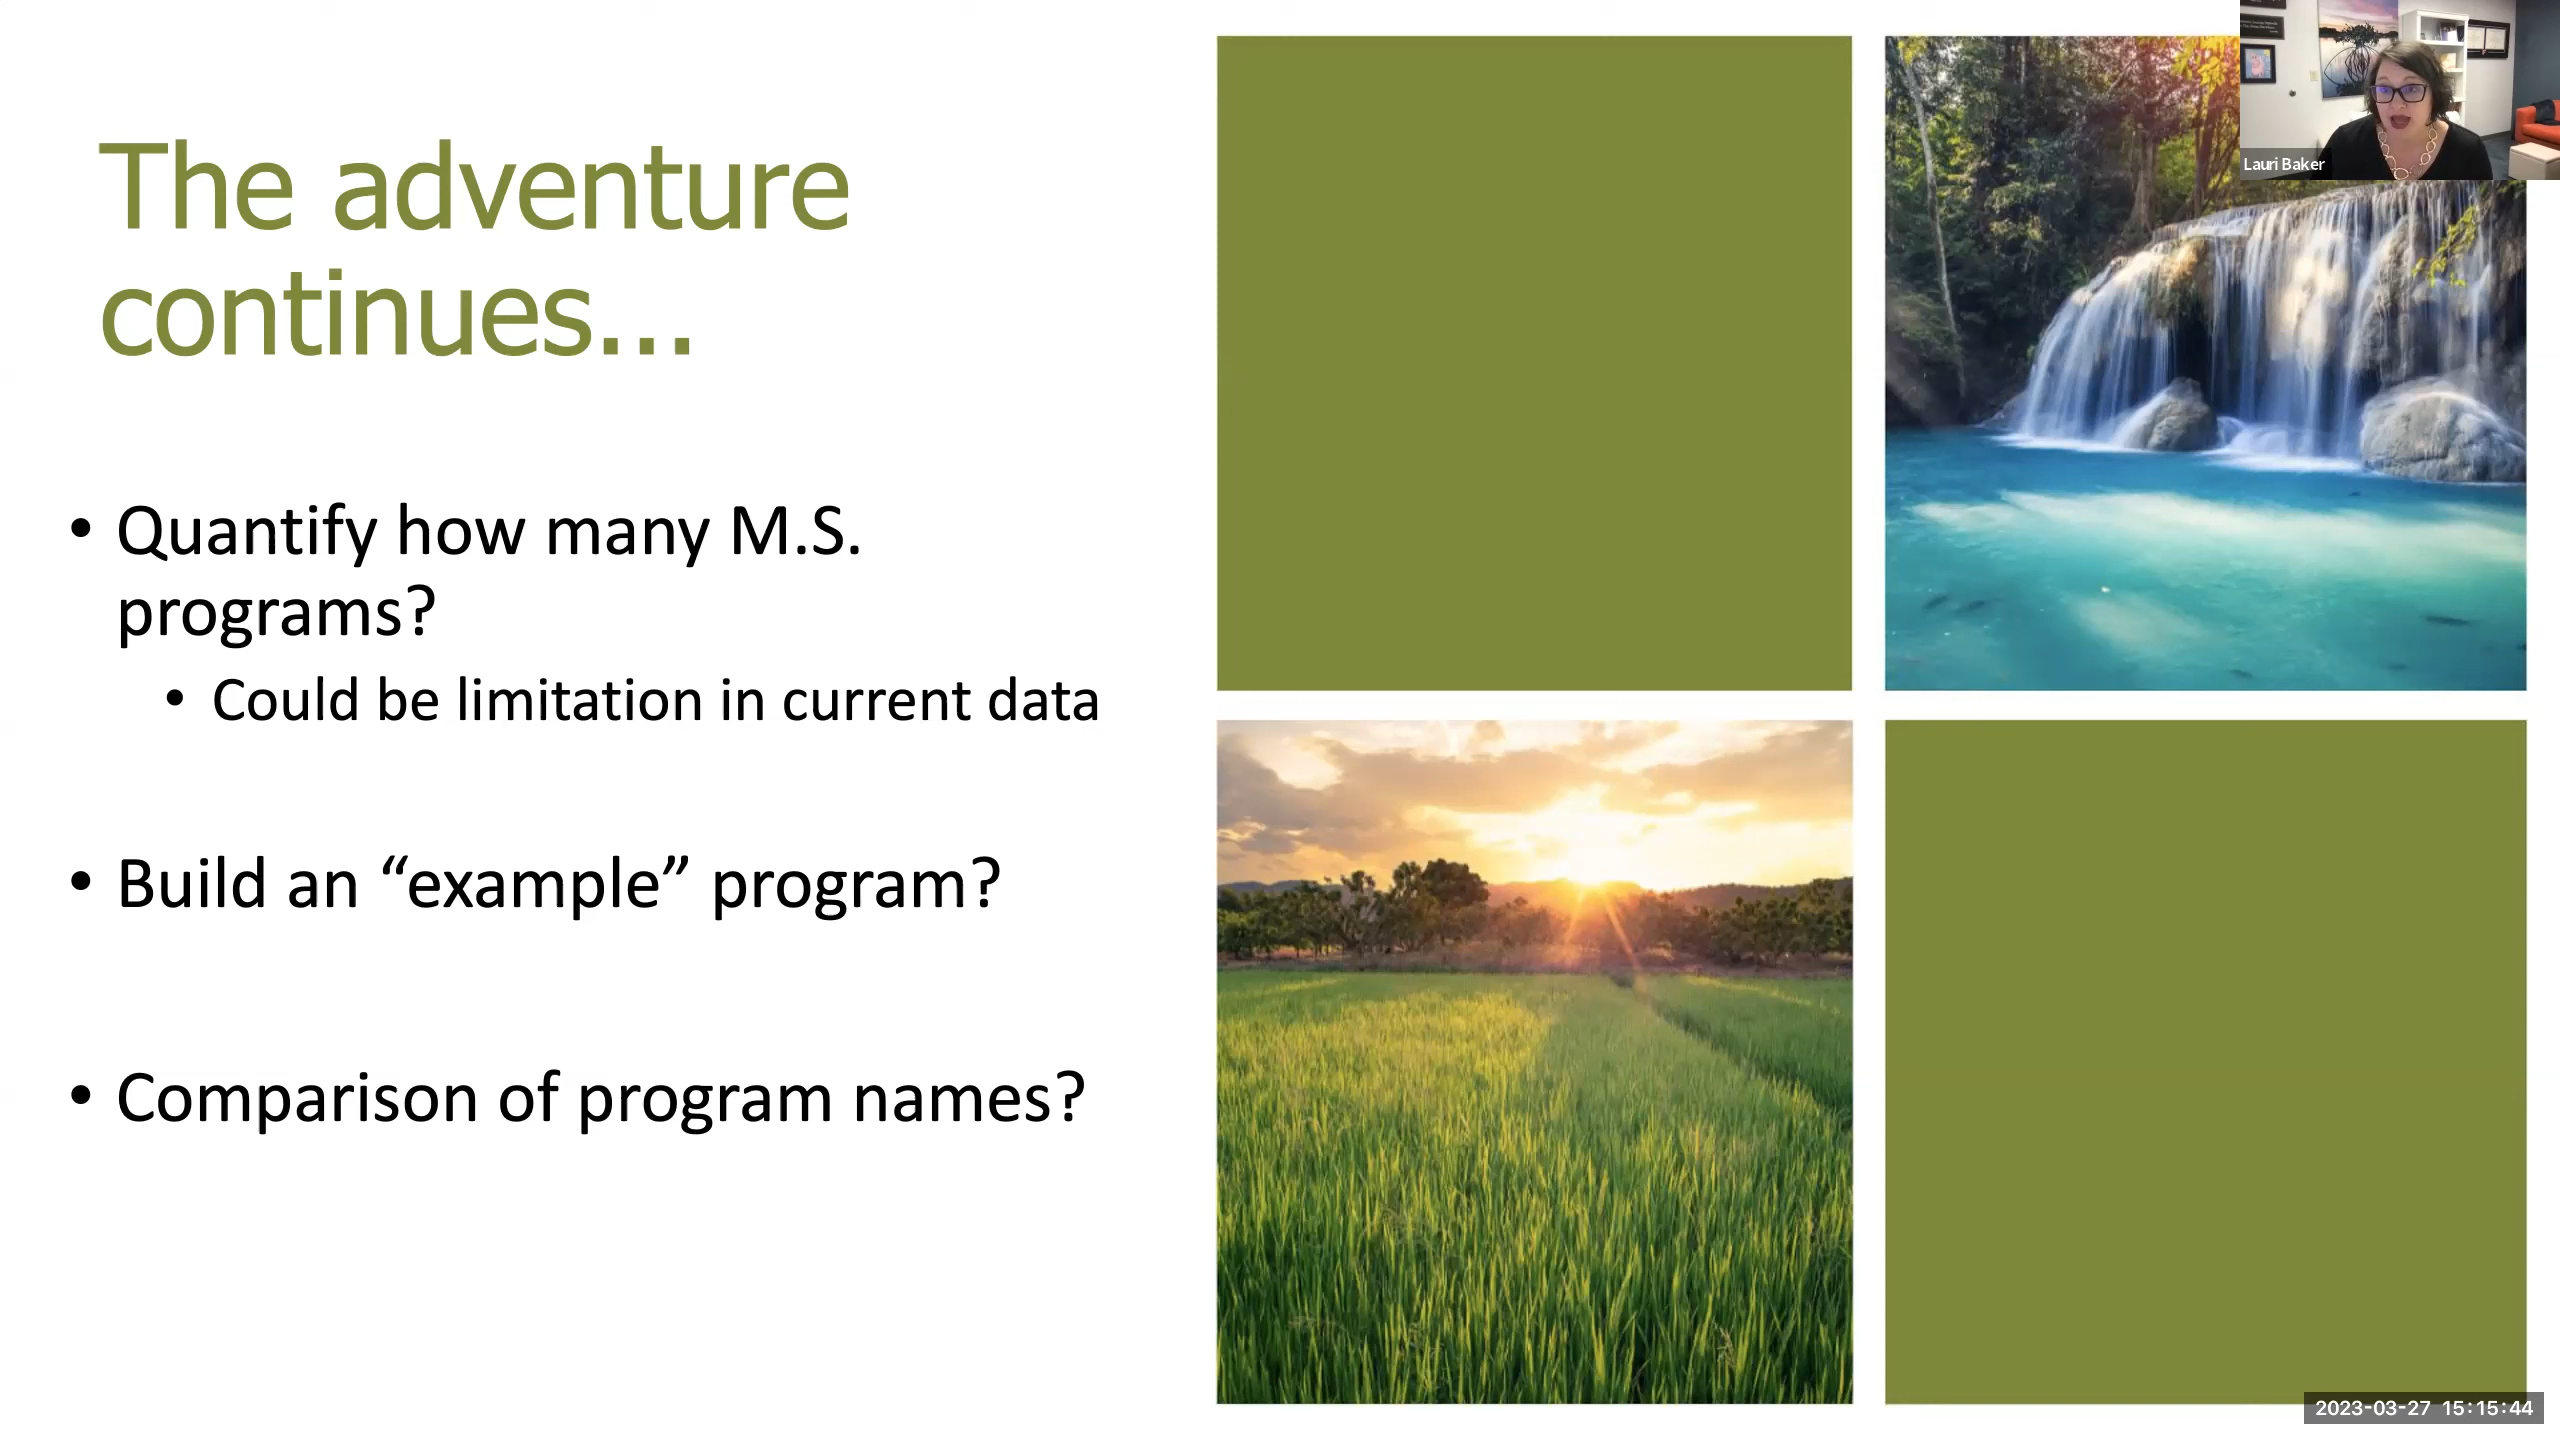 The adventure
continues...
• Quantify how many M.S.
programs?
• Could be limitation in current data
• Build an “example” program?
• Comparison of program names?
Lauri Baker
2023-03-27 15:15:44